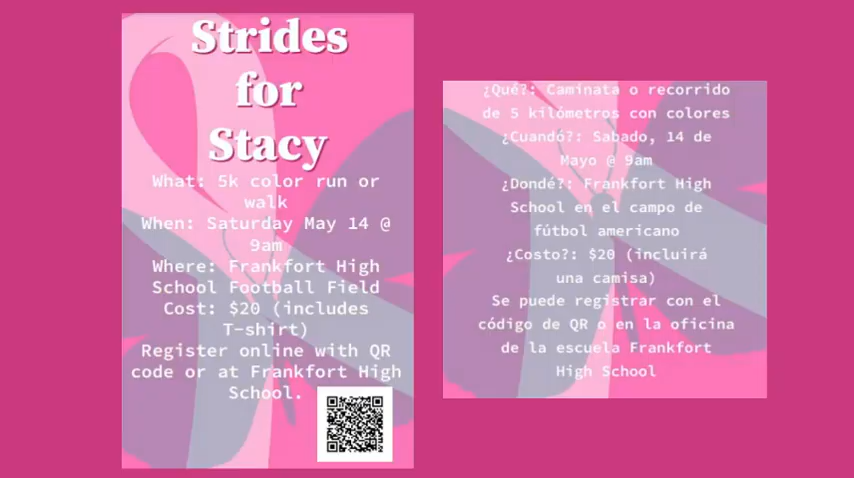 Strides
for
Stacy
What: 5k color run or
walk
When: Saturday May 14 @
9am
Where: Frankfort High
School Football Field
Cost: $20 (includes
T-shirt)
Register online with QR
code or at Frankfort High
School.
¿Qué?: Caminata o recorrido
de 5 kilómetros con colores
¿Cuandó?: Sabado, 14 de
Mayo @ 9am
¿Dondé?: Frankfort High
School en el campo de
fútbol americano
¿Costo?: $20 (incluirá
una camisa)
Se puede registrar con el
código de QR o en la oficina
de la escuela Frankfort
High School